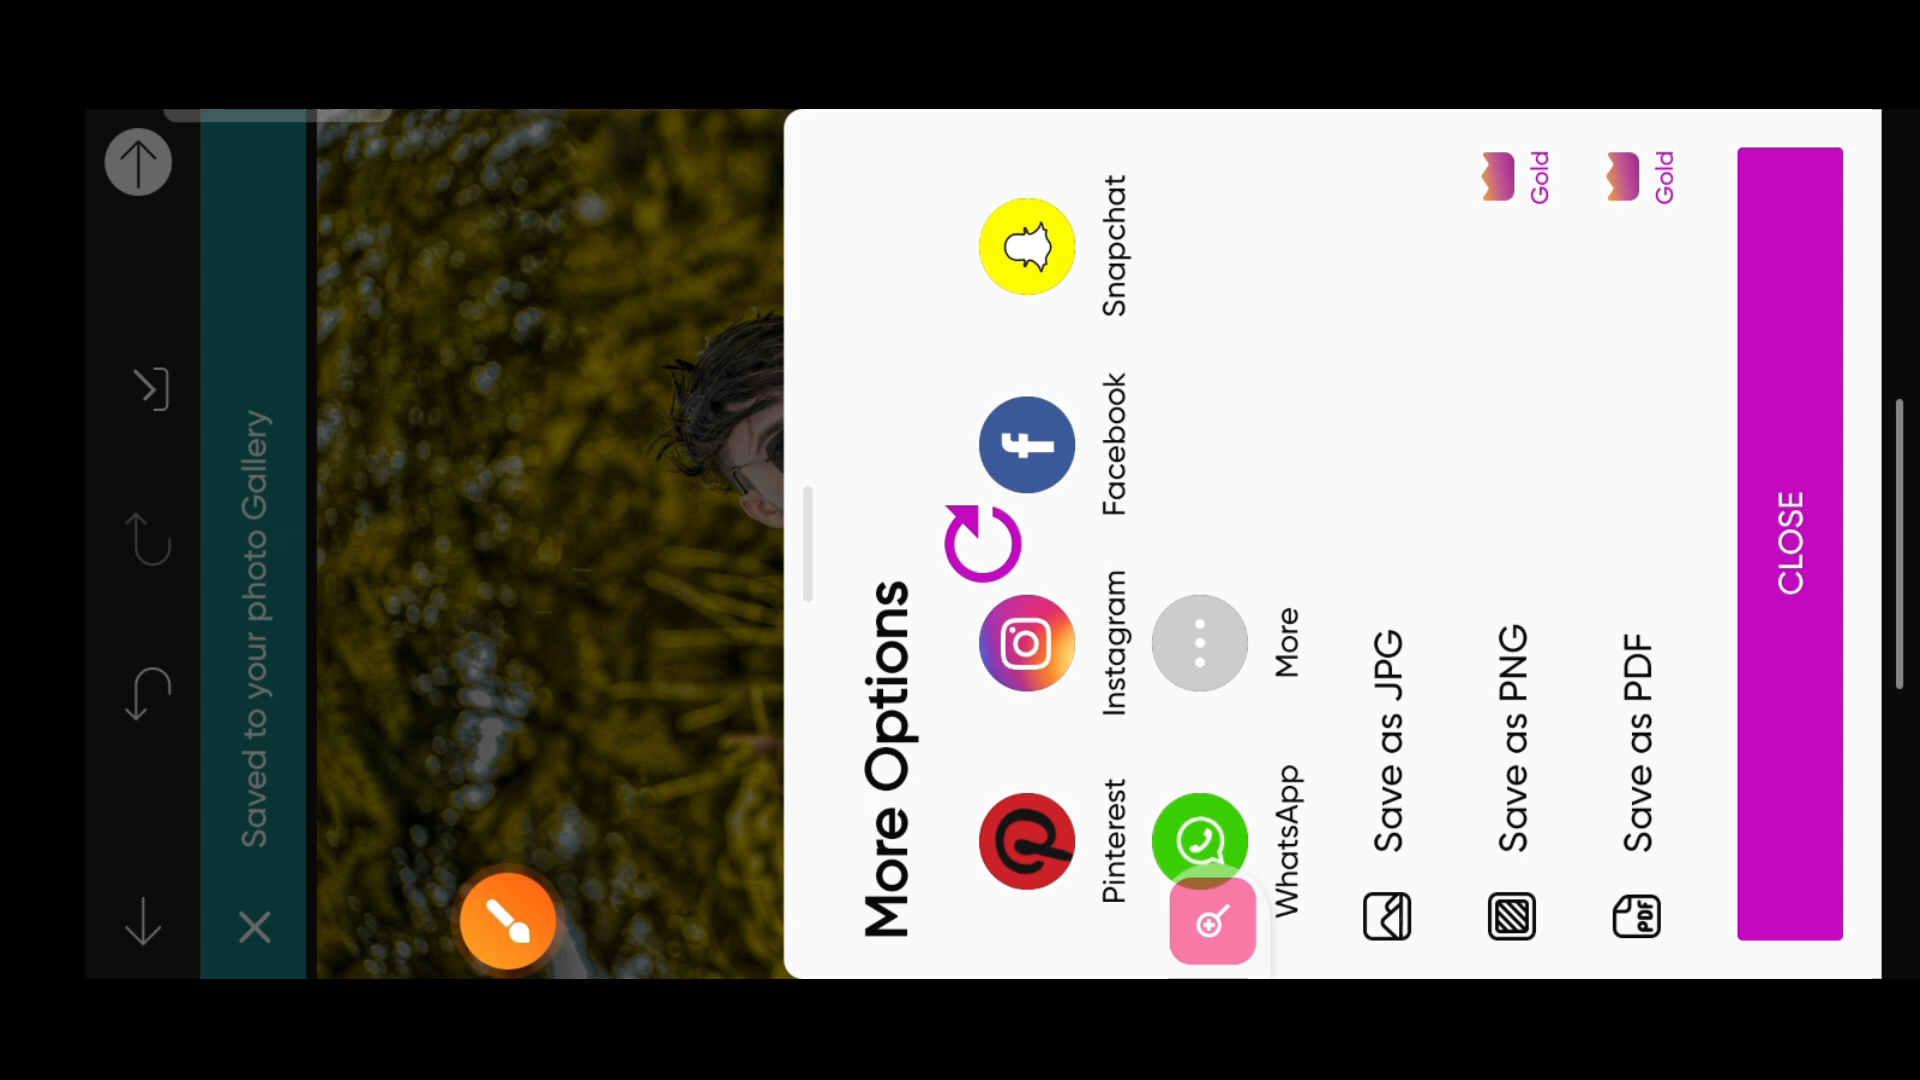 Saved to your photo Gallery
More Options
Pinterest Instagram Facebook Snapchat
WhatsApp More
Save as JPG
Save as PNG Gold
Save as PDF Gold
PDF
CLOSE